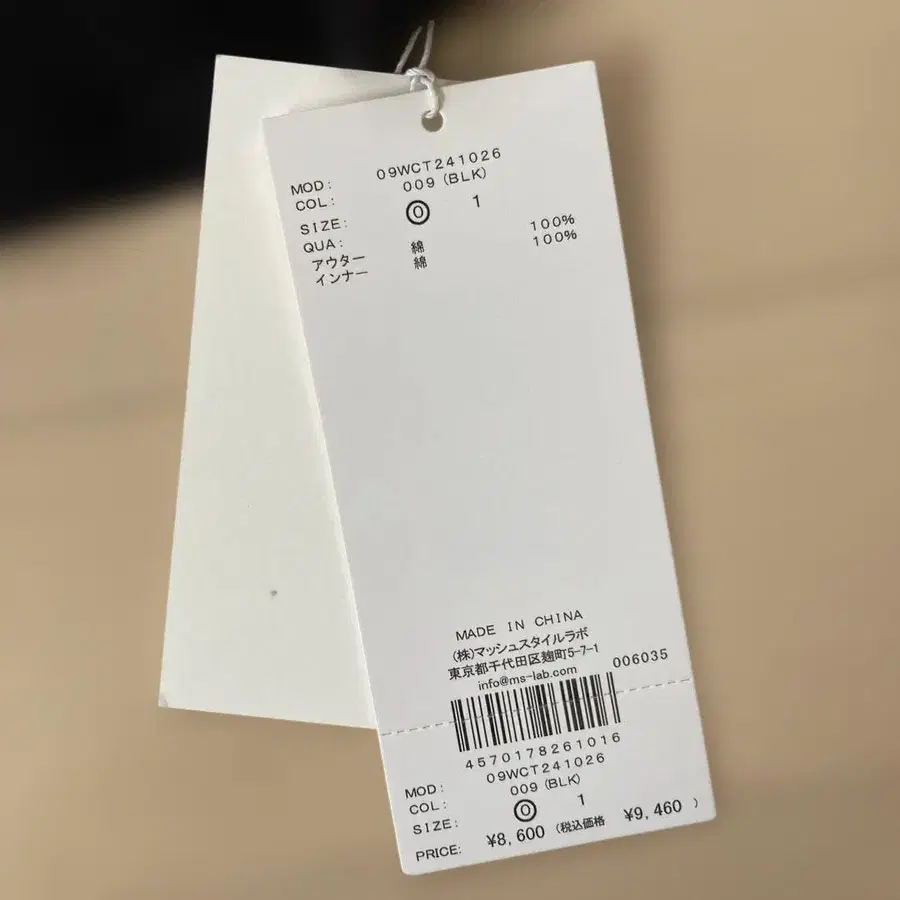 MOD: 09WCT241026
COL: 009 (BLK)
SIZE: ⓪ 1
QUA:
アウター 綿 100%
インナー 綿 100%
MADE IN CHINA
(株)マッシュスタイルラボ
東京都千代田区麹町5-7-1
info@ms-lab.com 006035
4570178261016
MOD: 09WCT241026
COL: 009 (BLK)
SIZE: ⓪ 1
PRICE: ¥8,600 (税込価格 ¥9,460 )